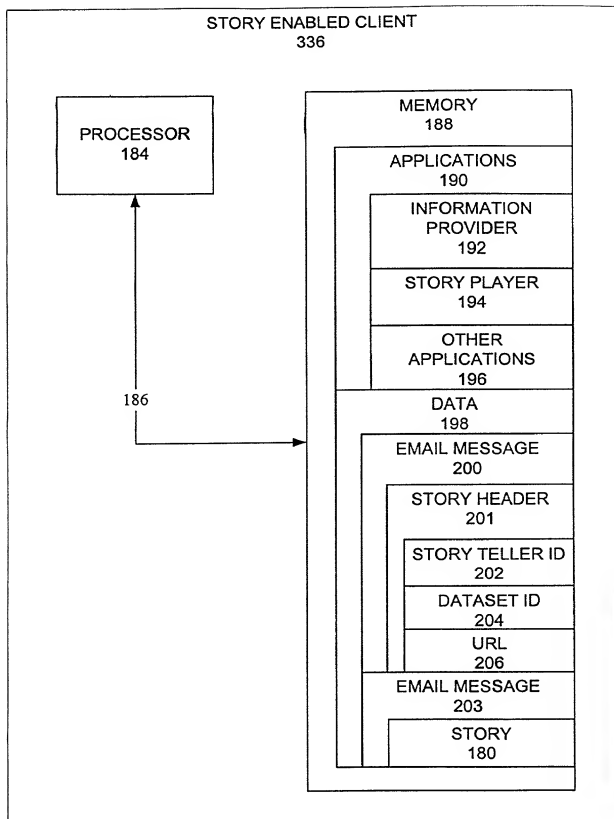 STORY ENABLED CLIENT
336
PROCESSOR
184
186
MEMORY
188
APPLICATIONS
190
INFORMATION
PROVIDER
192
STORY PLAYER
194
OTHER
APPLICATIONS
196
DATA
198
EMAIL MESSAGE
200
STORY HEADER
201
STORY TELLER ID
202
DATASET ID
204
URL
206
EMAIL MESSAGE
203
STORY
180